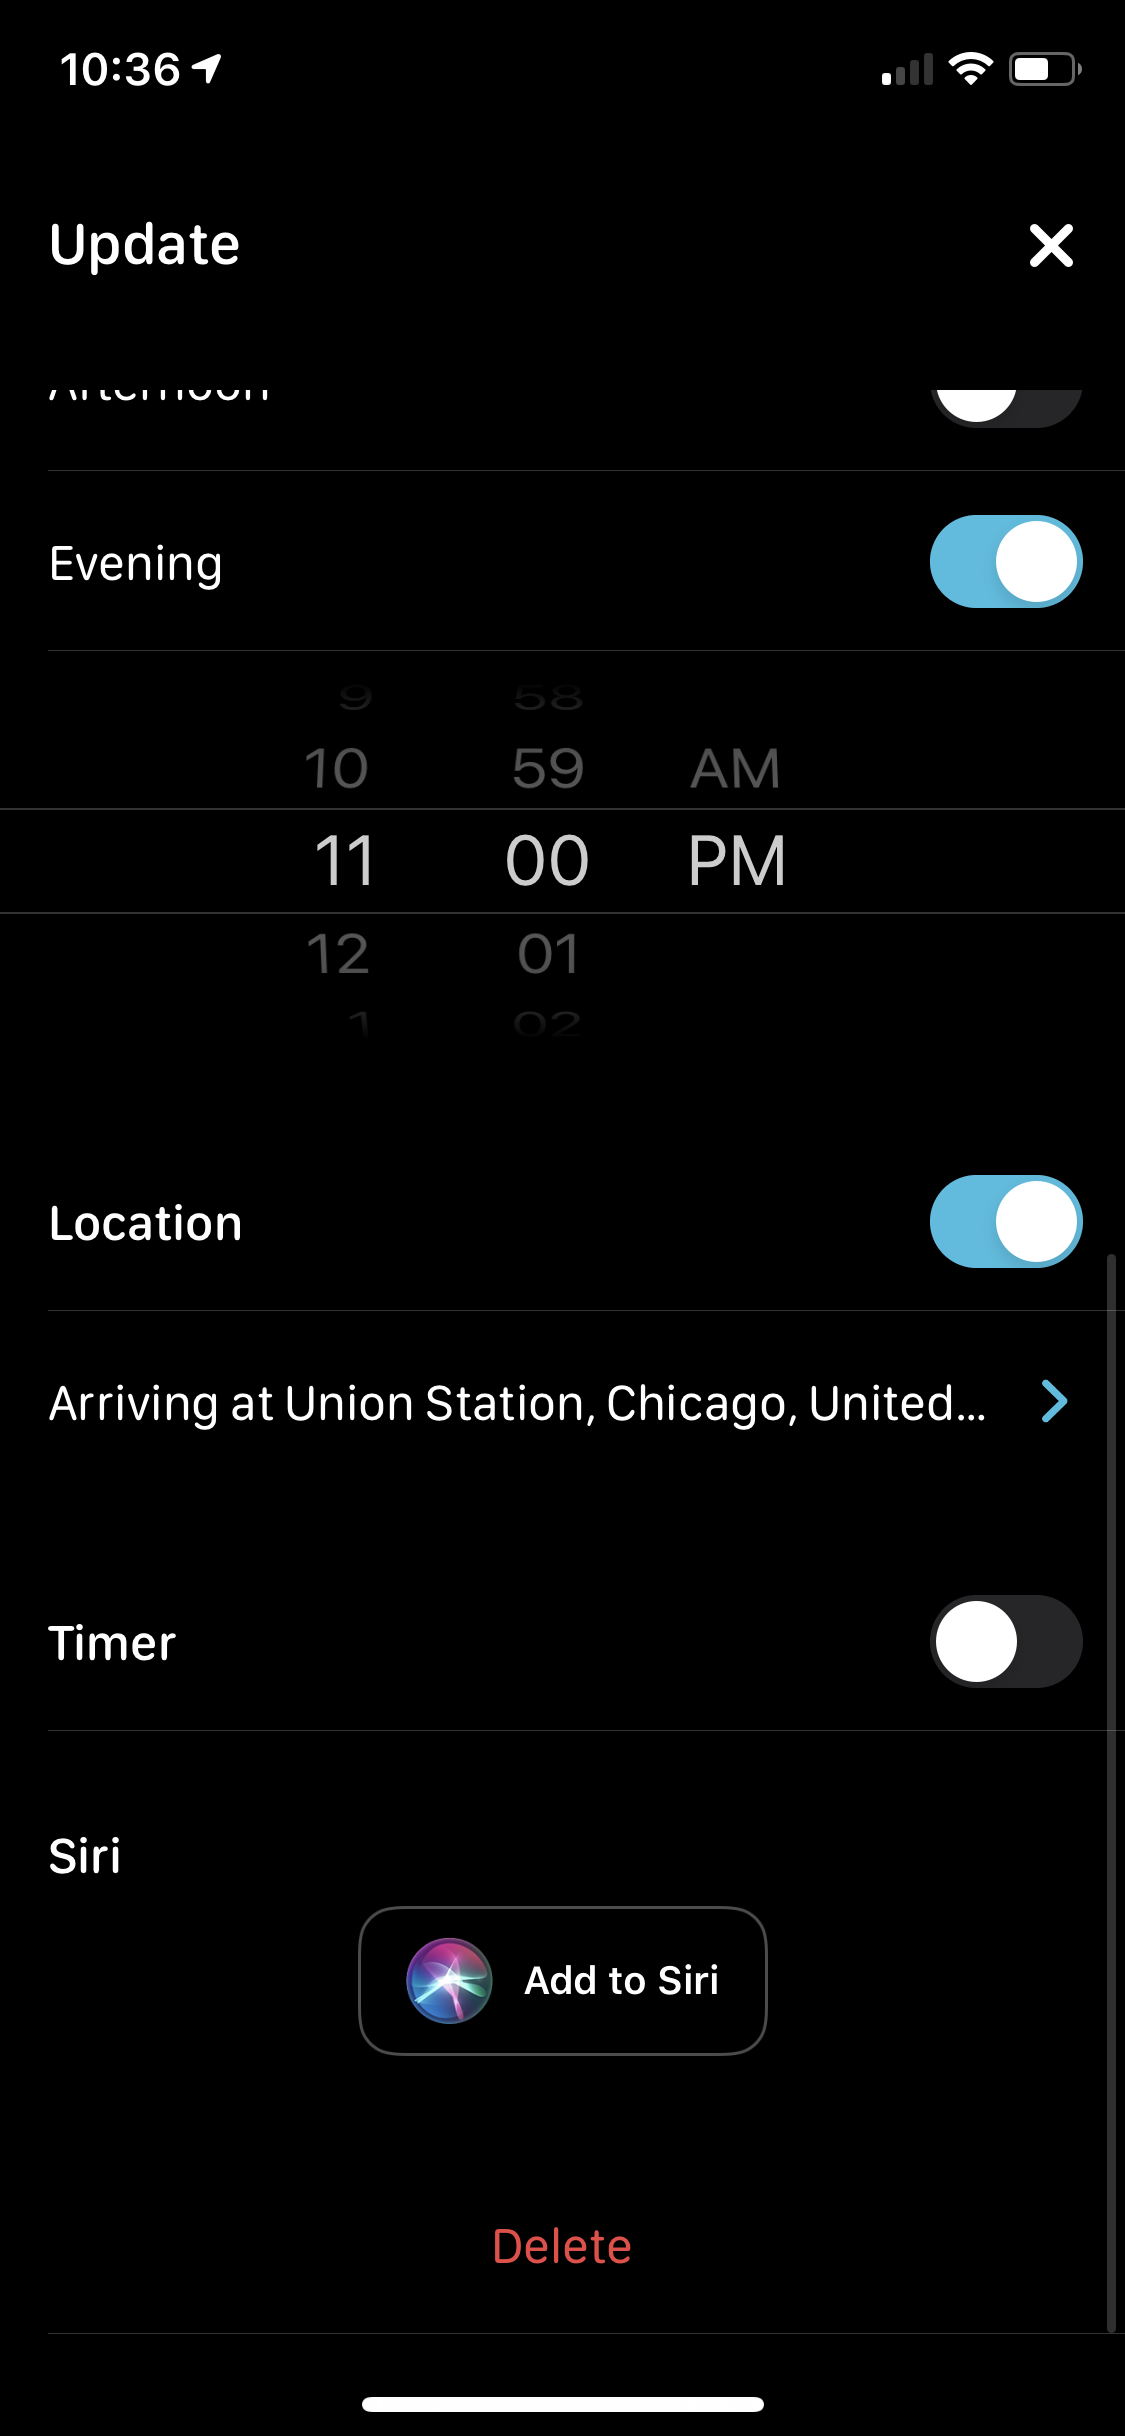 10:36
Update
Afternoon
Evening
9 58
10 59 AM
11 00 PM
12 01
1 02
Location
Arriving at Union Station, Chicago, United...
Timer
Siri
Add to Siri
Delete